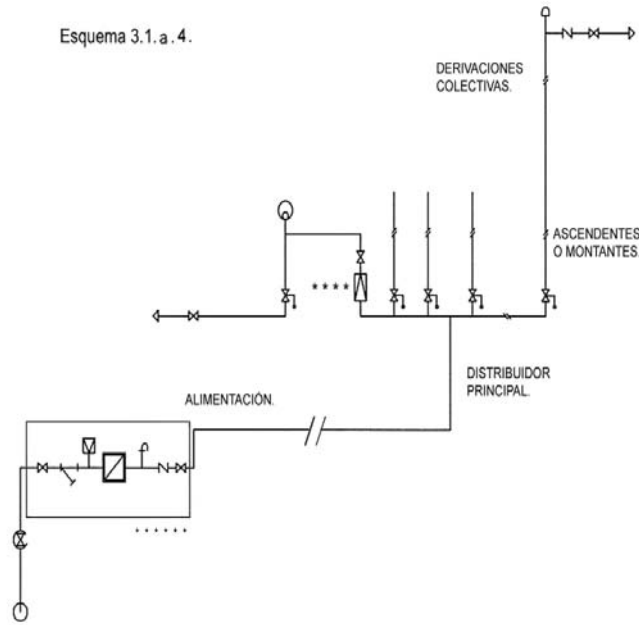 Esquema 3.1.a.4.
DERIVACIONES
COLECTIVAS.
ASCENDENTES
O MONTANTES.
* * * *
DISTRIBUIDOR
PRINCIPAL.
ALIMENTACIÓN.
* * * * * *